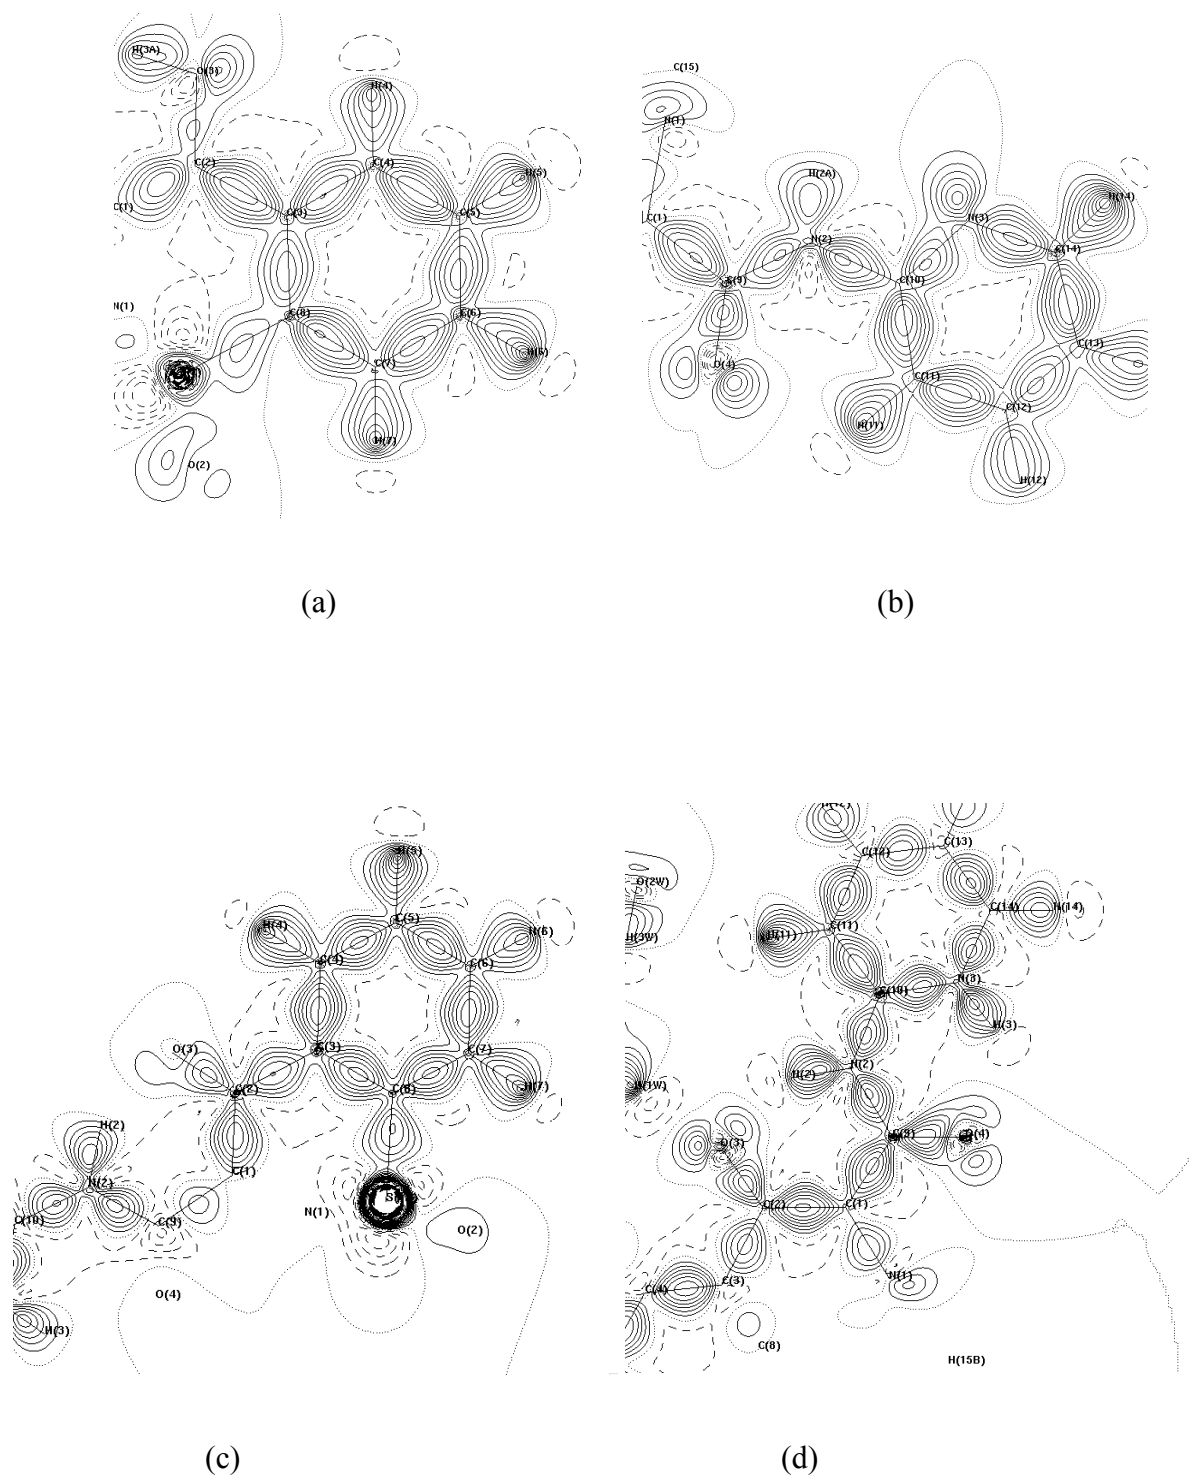 H(3A)
O(3)
H(4)
C(2)
C(4)
H(5)
C(1)
C(3)
C(5)
N(1)
C(8)
C(6)
H(6)
C(7)
H(7)
O(2)
(a)
C(15)
N(1)
H(2A)
H(14)
C(1)
N(2)
N(3)
C(14)
C(9)
C(10)
C(13)
O(4)
C(11)
C(12)
H(11)
H(12)
(b)
H(5)
H(4)
C(5)
H(6)
C(4)
C(6)
O(3)
C(3)
C(7)
C(2)
C(8)
H(7)
H(2)
C(1)
N(2)
N(1)
C(10)
C(9)
O(2)
O(4)
H(3)
(c)
H(12)
C(12)
C(13)
O(2W)
C(14)
H(14)
H(3W)
H(11)
C(11)
C(10)
N(3)
H(3)
N(2)
H(2)
H(1W)
O(3)
C(9)
O(4)
C(2)
C(1)
C(4)
C(3)
N(1)
C(8)
H(15B)
(d)